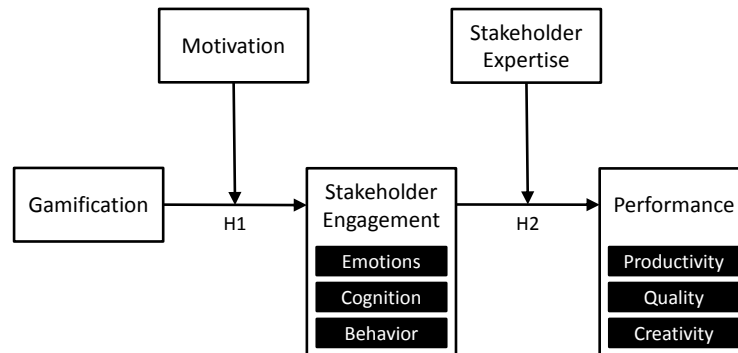 Motivation
Stakeholder
Expertise
Gamification
H1
Stakeholder
Engagement
Emotions
Cognition
Behavior
H2
Performance
Productivity
Quality
Creativity